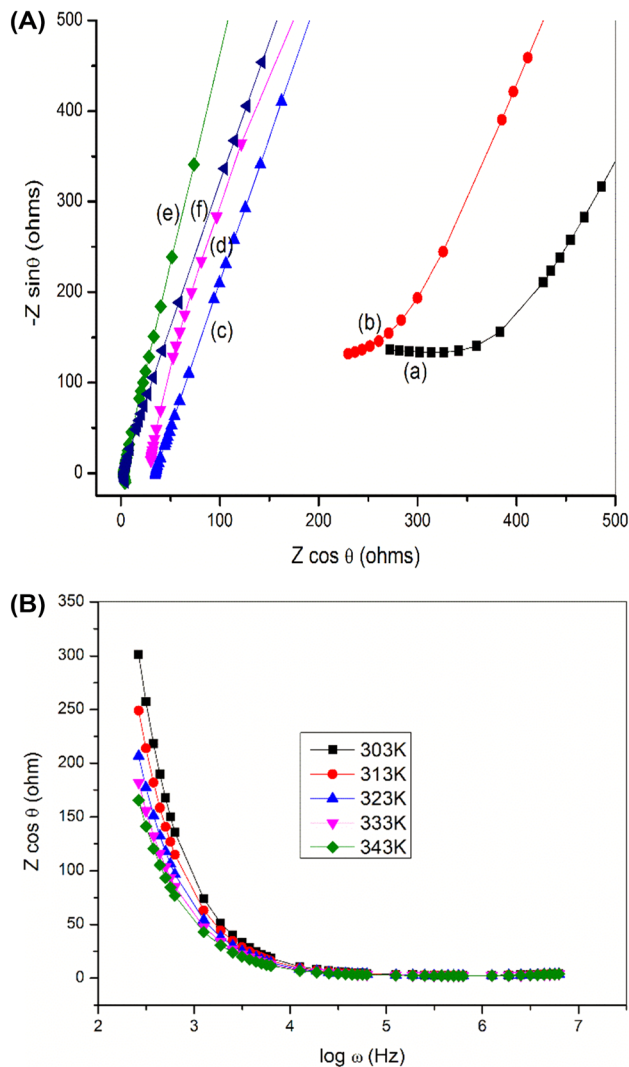 (A)
500
400
300
200
100
0
-Z sinθ (ohms)
(e)
(f)
(d)
(c)
(b)
(a)
0 100 200 300 400 500
Z cos θ (ohms)
(B)
350
300
250
200
150
100
50
0
Z cos θ (ohm)
303K
313K
323K
333K
343K
2 3 4 5 6 7
log ω (Hz)